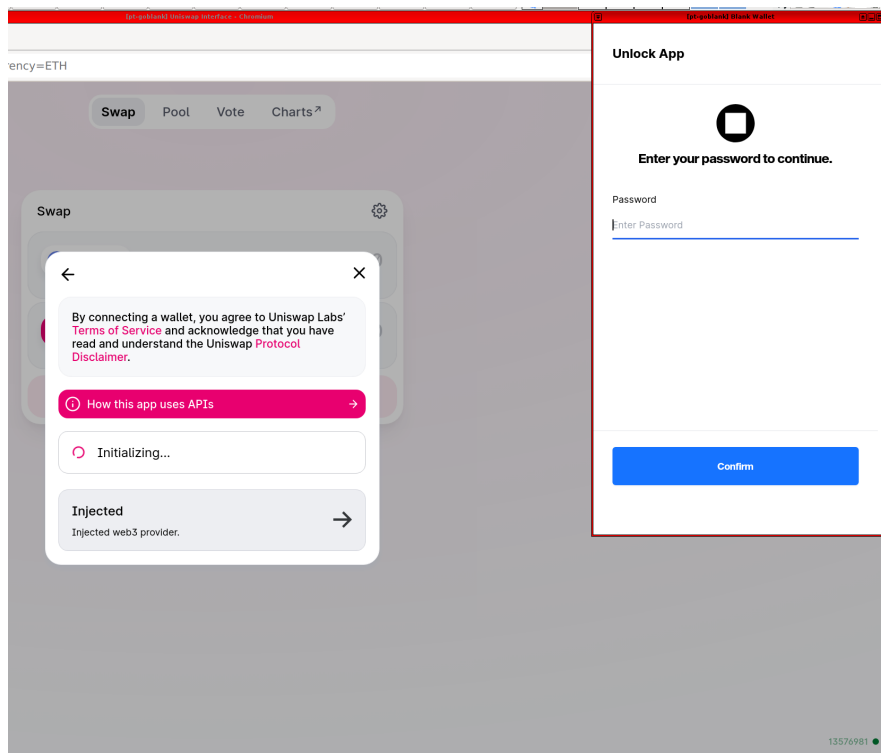 [pt-goblank] Uniswap Interface - Chromium
[pt-goblank] Blank Wallet
ency=ETH
Swap Pool Vote Charts↗
Swap
By connecting a wallet, you agree to Uniswap Labs’
Terms of Service and acknowledge that you have
read and understand the Uniswap Protocol
Disclaimer.
How this app uses APIs
Initializing...
Injected
Injected web3 provider.
Unlock App
Enter your password to continue.
Password
Enter Password
Confirm
13576981